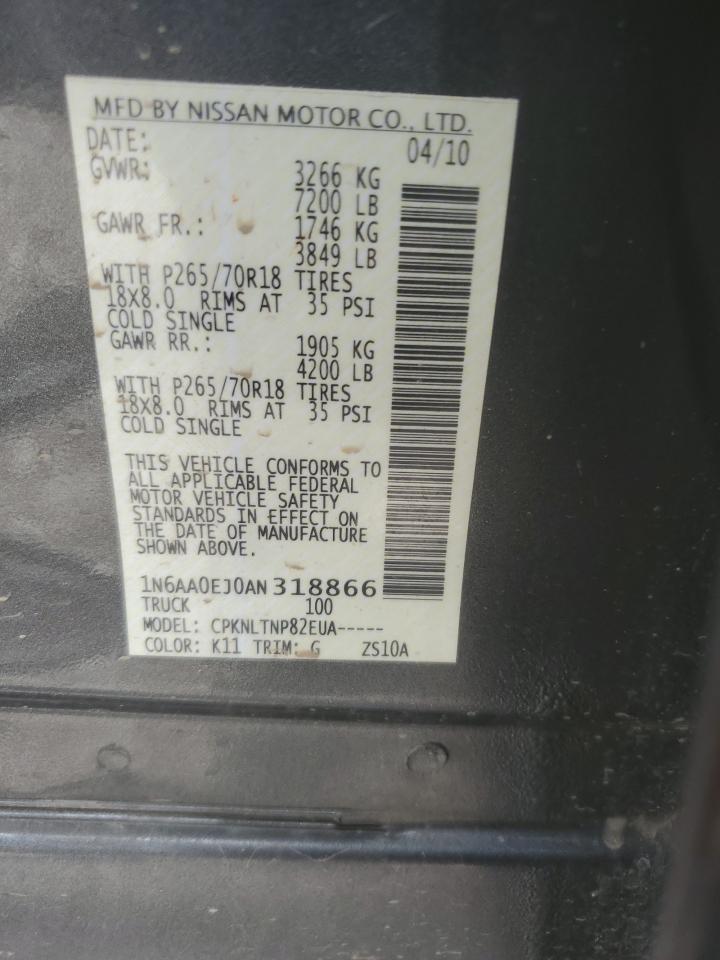 MFD BY NISSAN MOTOR CO., LTD.
DATE: 04/10
GVWR: 3266 KG
7200 LB
GAWR FR.: 1746 KG
3849 LB
WITH P265/70R18 TIRES
18X8.0 RIMS AT 35 PSI
COLD SINGLE
GAWR RR.: 1905 KG
4200 LB
WITH P265/70R18 TIRES
18X8.0 RIMS AT 35 PSI
COLD SINGLE
THIS VEHICLE CONFORMS TO
ALL APPLICABLE FEDERAL
MOTOR VEHICLE SAFETY
STANDARDS IN EFFECT ON
THE DATE OF MANUFACTURE
SHOWN ABOVE.
1N6AA0EJ0AN318866
TRUCK 100
MODEL: CPKNLTNP82EUA-----
COLOR: K11 TRIM: G ZS10A